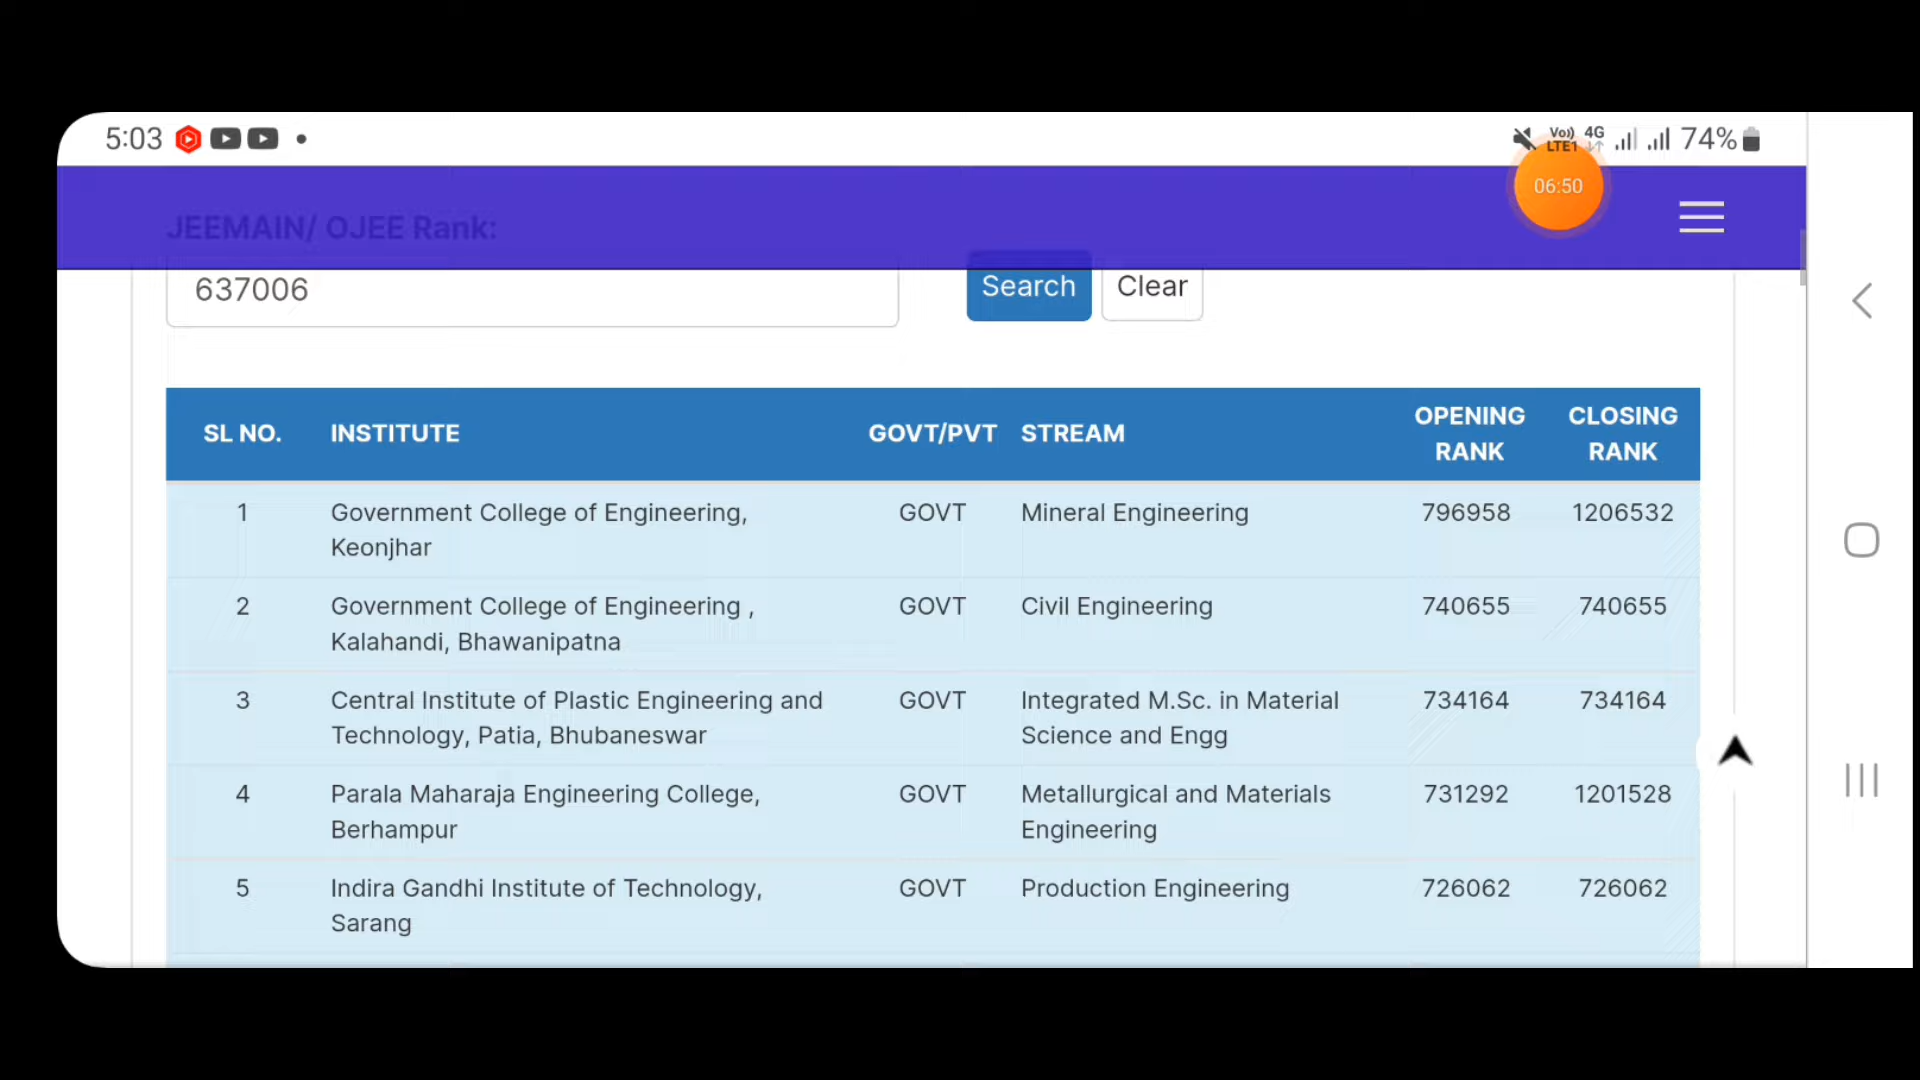 5:03
Vo)) 4G
LTE1
74%
06:50
JEEMAIN/ OJEE Rank:
637006
Search
Clear
SL NO. INSTITUTE GOVT/PVT STREAM OPENING RANK CLOSING RANK
1 Government College of Engineering, GOVT Mineral Engineering 796958 1206532
Keonjhar
2 Government College of Engineering , GOVT Civil Engineering 740655 740655
Kalahandi, Bhawanipatna
3 Central Institute of Plastic Engineering and GOVT Integrated M.Sc. in Material 734164 734164
Technology, Patia, Bhubaneswar Science and Engg
4 Parala Maharaja Engineering College, GOVT Metallurgical and Materials 731292 1201528
Berhampur Engineering
5 Indira Gandhi Institute of Technology, GOVT Production Engineering 726062 726062
Sarang